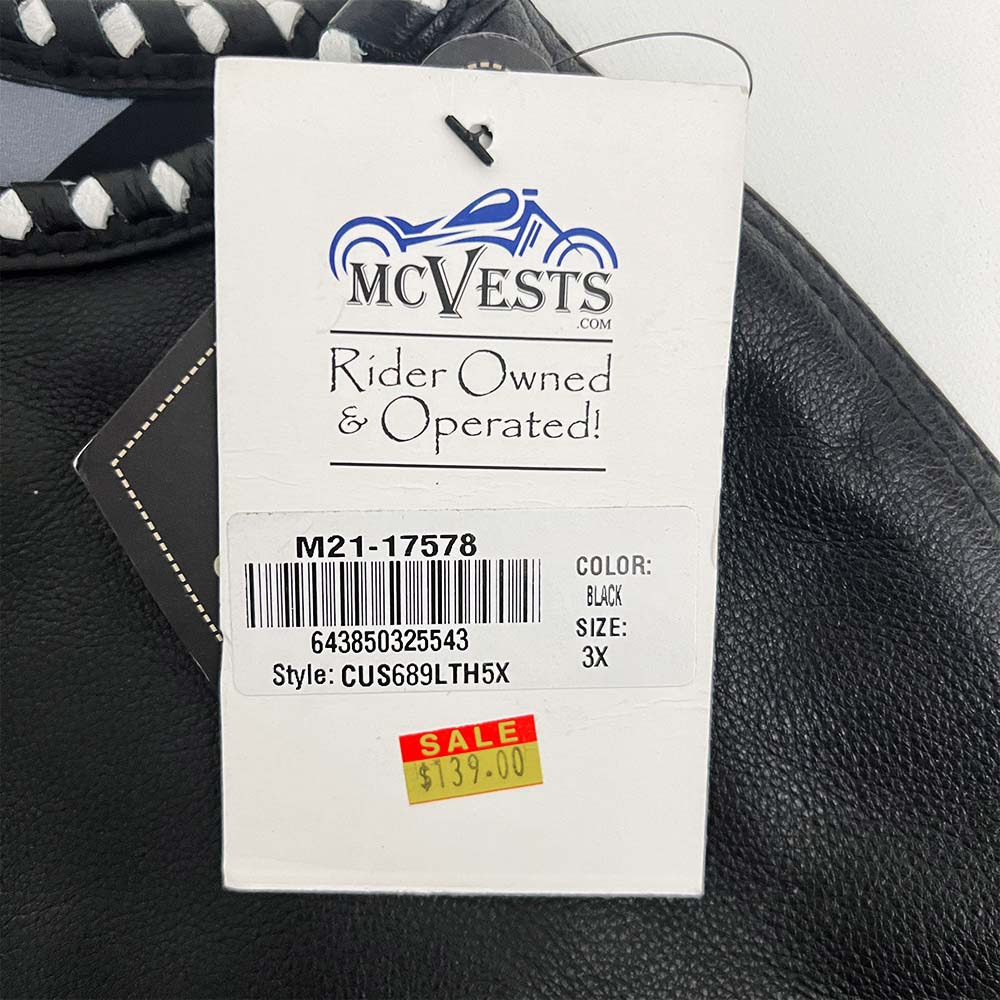 MCVESTS
.COM
Rider Owned
& Operated!
M21-17578
COLOR:
BLACK
643850325543
SIZE:
3X
Style: CUS689LTH5X
SALE
$139.00